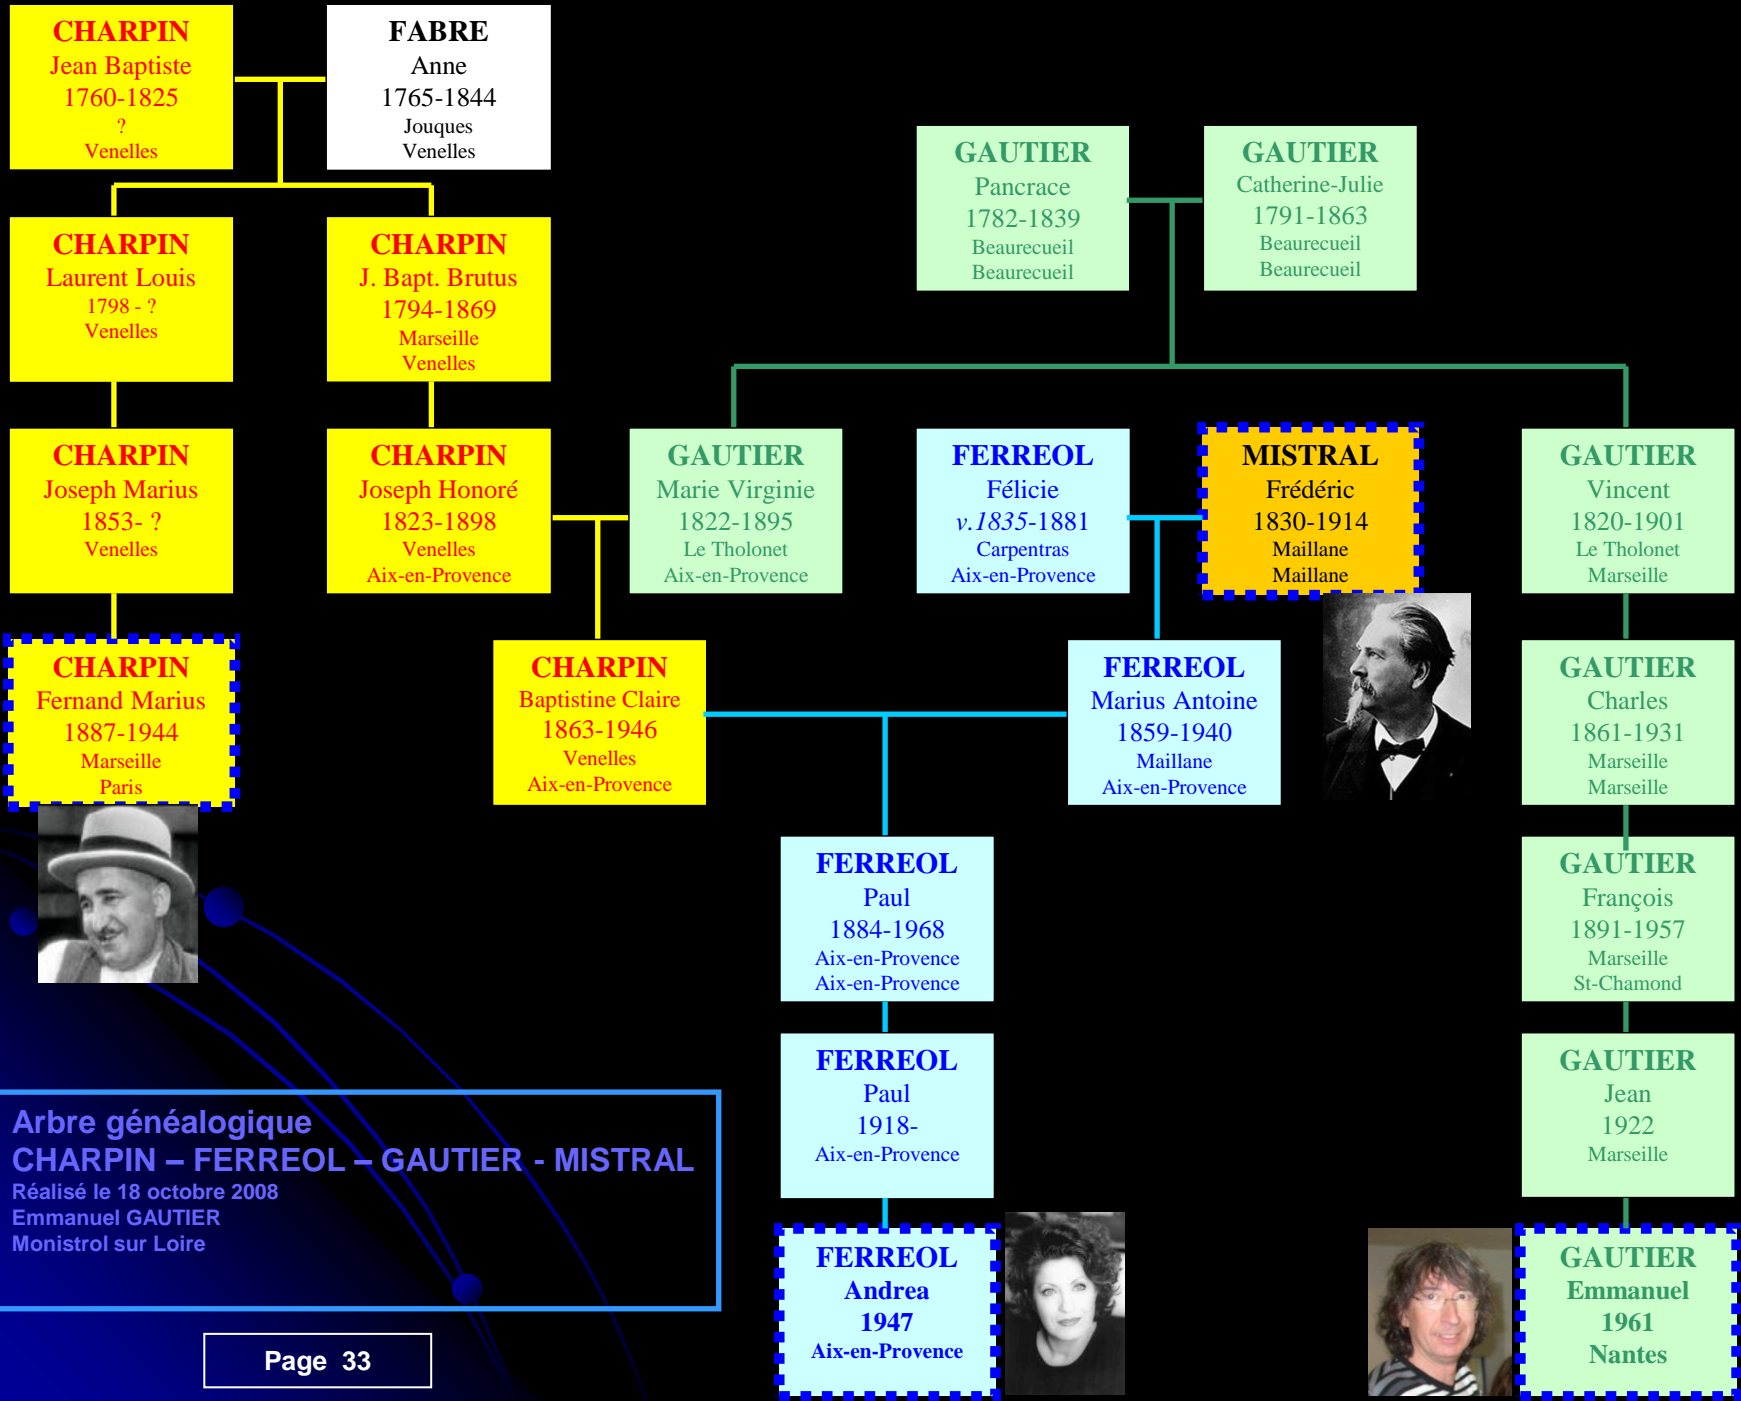 CHARPIN
Jean Baptiste
1760-1825
?
Venelles
FABRE
Anne
1765-1844
Jouques
Venelles
GAUTIER
Pancrace
1782-1839
Beaurecueil
Beaurecueil
GAUTIER
Catherine-Julie
1791-1863
Beaurecueil
Beaurecueil
CHARPIN
Laurent Louis
1798 - ?
Venelles
CHARPIN
J. Bapt. Brutus
1794-1869
Marseille
Venelles
CHARPIN
Joseph Marius
1853- ?
Venelles
CHARPIN
Joseph Honoré
1823-1898
Venelles
Aix-en-Provence
GAUTIER
Marie Virginie
1822-1895
Le Tholonet
Aix-en-Provence
FERREOL
Félicie
v.1835-1881
Carpentras
Aix-en-Provence
MISTRAL
Frédéric
1830-1914
Maillane
Maillane
GAUTIER
Vincent
1820-1901
Le Tholonet
Marseille
CHARPIN
Fernand Marius
1887-1944
Marseille
Paris
CHARPIN
Baptistine Claire
1863-1946
Venelles
Aix-en-Provence
FERREOL
Marius Antoine
1859-1940
Maillane
Aix-en-Provence
GAUTIER
Charles
1861-1931
Marseille
Marseille
FERREOL
Paul
1884-1968
Aix-en-Provence
Aix-en-Provence
GAUTIER
François
1891-1957
Marseille
St-Chamond
FERREOL
Paul
1918-
Aix-en-Provence
GAUTIER
Jean
1922
Marseille
Arbre généalogique
CHARPIN – FERREOL – GAUTIER - MISTRAL
Réalisé le 18 octobre 2008
Emmanuel GAUTIER
Monistrol sur Loire
FERREOL
Andrea
1947
Aix-en-Provence
GAUTIER
Emmanuel
1961
Nantes
Page 33